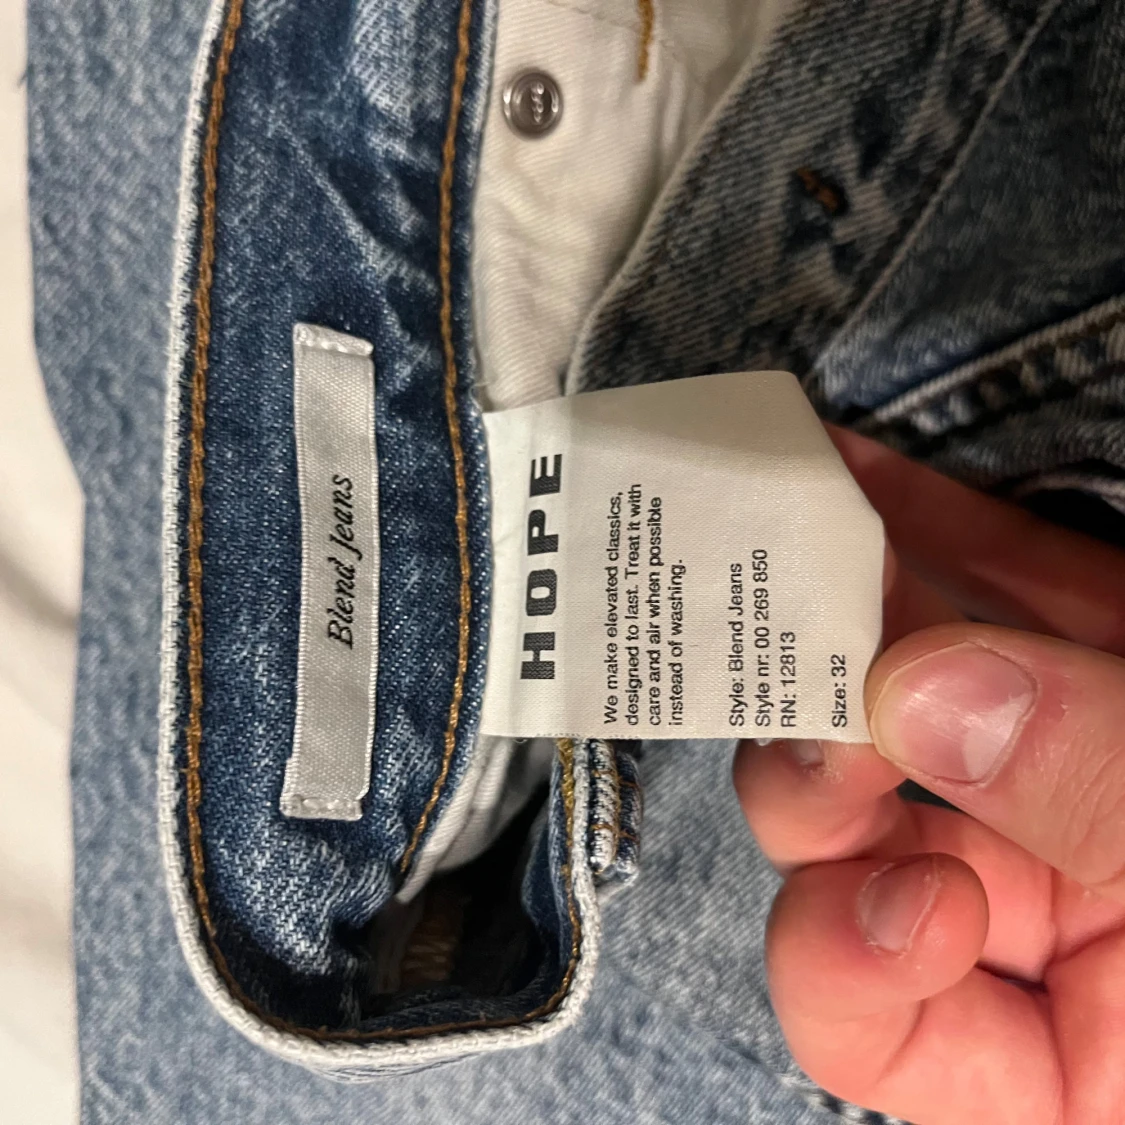 Blend Jeans
HOPE
We make elevated classics,
designed to last. Treat it with
care and air when possible
instead of washing.
Style: Blend Jeans
Style nr: 00 269 850
RN: 12813
Size: 32